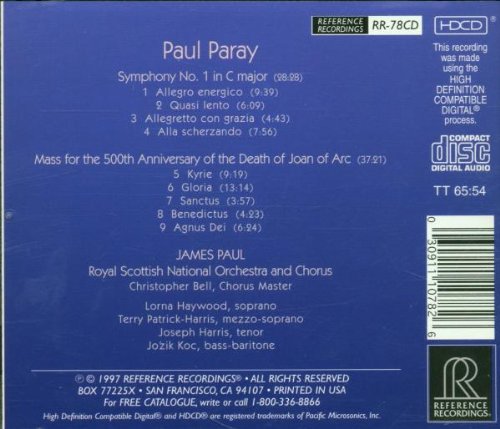 REFERENCE RECORDINGS RR-78CD
HDCD
Paul Paray
Symphony No. 1 in C major (28:28)
1 Allegro energico (9:39)
2 Quasi lento (6:09)
3 Allegretto con grazia (4:43)
4 Alla scherzando (7:56)
Mass for the 500th Anniversary of the Death of Joan of Arc (37:21)
5 Kyrie (9:19)
6 Gloria (13:14)
7 Sanctus (3:57)
8 Benedictus (4:23)
9 Agnus Dei (6:24)
JAMES PAUL
Royal Scottish National Orchestra and Chorus
Christopher Bell, Chorus Master
Lorna Haywood, soprano
Terry Patrick-Harris, mezzo-soprano
Joseph Harris, tenor
Jožik Koc, bass-baritone
This recording
was made
using the
HIGH
DEFINITION
COMPATIBLE
DIGITAL®
process.
COMPACT
disc
DIGITAL AUDIO
TT 65:54
0 30911 10782 6
R
REFERENCE
RECORDINGS
℗ © 1997 REFERENCE RECORDINGS® • ALL RIGHTS RESERVED
BOX 77225X • SAN FRANCISCO, CA 94107 • PRINTED IN USA
For FREE CATALOGUE, write or call 1-800-336-8866
High Definition Compatible Digital® and HDCD® are registered trademarks of Pacific Microsonics, Inc.